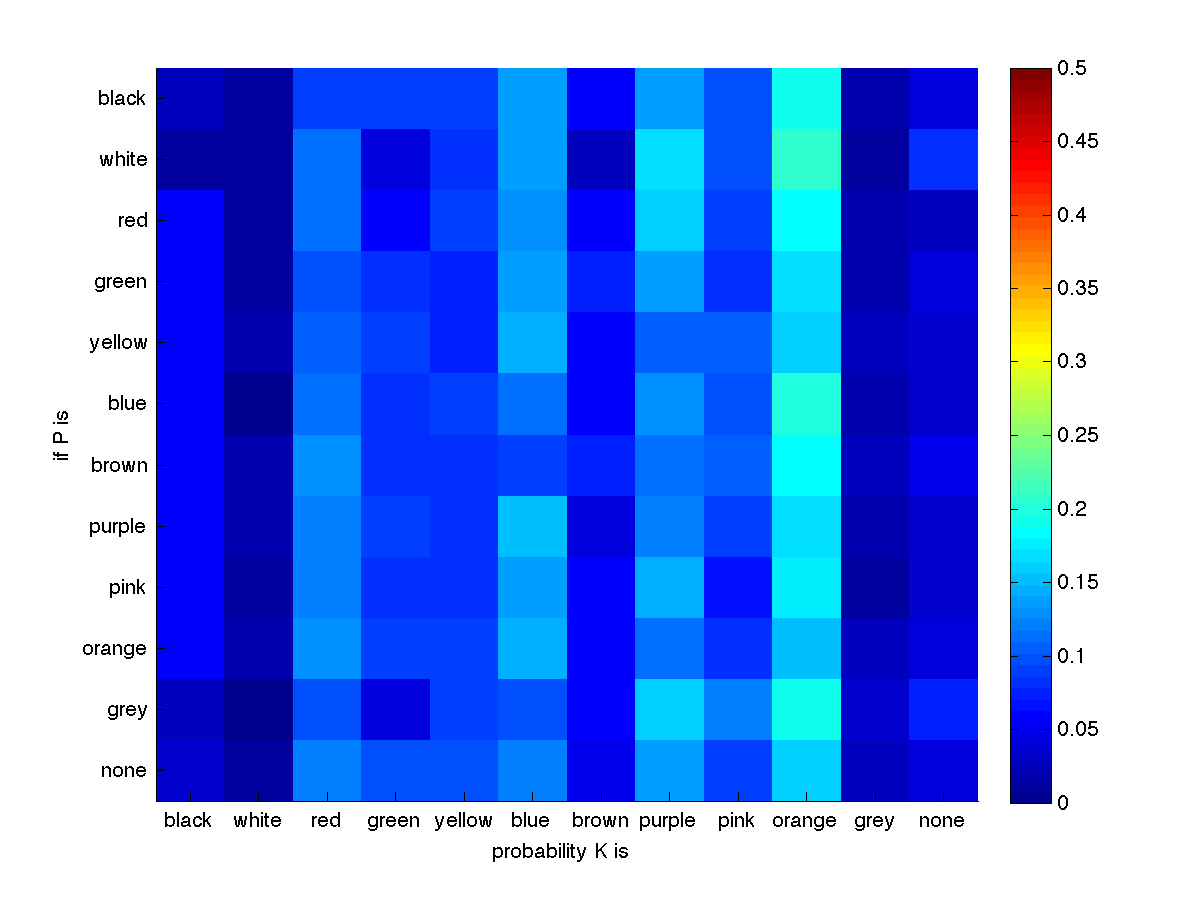 black
white
red
green
yellow
blue
brown
purple
pink
orange
grey
none
if P is
black white red green yellow blue brown purple pink orange grey none
probability K is
0.5
0.45
0.4
0.35
0.3
0.25
0.2
0.15
0.1
0.05
0